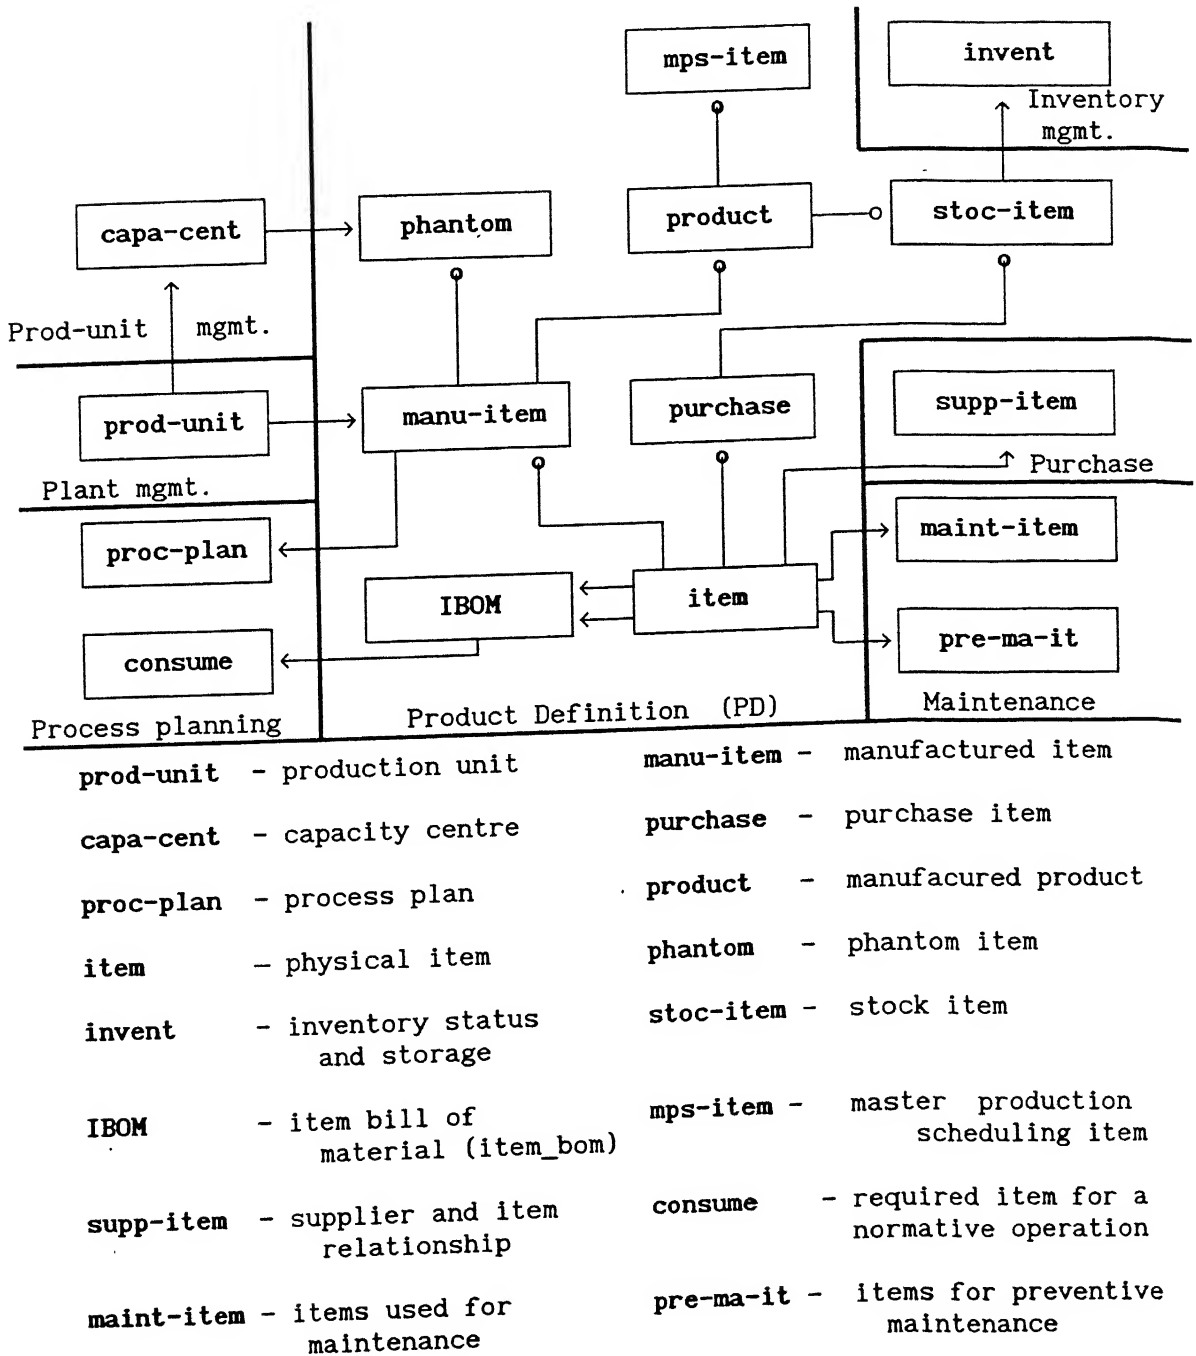 mps-item
invent
Inventory
mgmt.
capa-cent
phantom
product
stoc-item
Prod-unit mgmt.
prod-unit
manu-item
purchase
supp-item
Plant mgmt.
Purchase
proc-plan
maint-item
IBOM
item
consume
pre-ma-it
Process planning
Product Definition (PD)
Maintenance
prod-unit - production unit
manu-item - manufactured item
capa-cent - capacity centre
purchase - purchase item
proc-plan - process plan
product - manufacured product
item - physical item
phantom - phantom item
invent - inventory status
and storage
stoc-item - stock item
IBOM - item bill of
material (item_bom)
mps-item - master production
scheduling item
supp-item - supplier and item
relationship
consume - required item for a
normative operation
maint-item - items used for
maintenance
pre-ma-it - items for preventive
maintenance